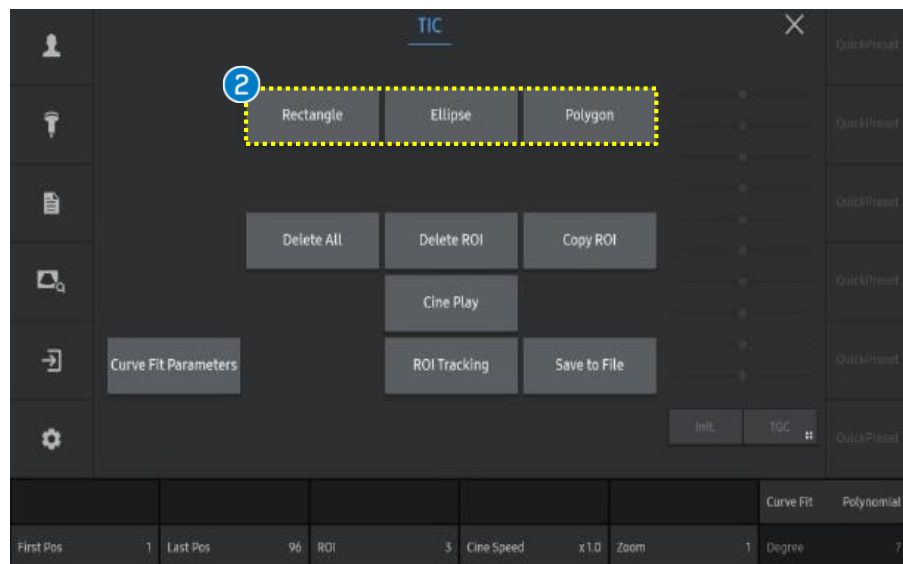 TIC
QuickPreset
2
Rectangle Ellipse Polygon
QuickPreset
QuickPreset
Delete All Delete ROI Copy ROI
QuickPreset
Cine Play
Curve Fit Parameters ROI Tracking Save to File
QuickPreset
Init. TGC
QuickPreset
Curve Fit Polynomial
First Pos 1 Last Pos 96 ROI 3 Cine Speed x1.0 Zoom 1 Degree 7